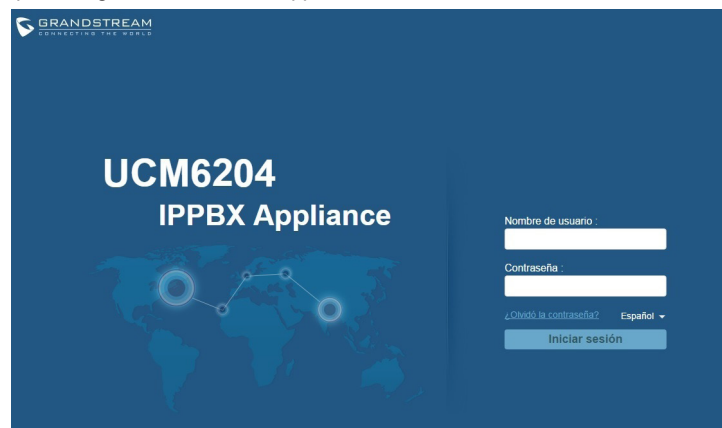 GRANDSTREAM
CONNECTING THE WORLD
UCM6204
IPPBX Appliance
Nombre de usuario :
Contraseña :
¿Olvidó la contraseña? Español
Iniciar sesión